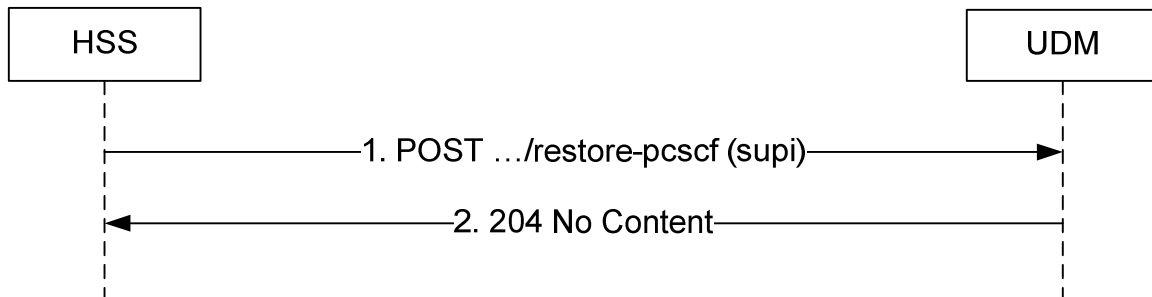 HSS
UDM
1. POST …/restore-pcscf (supi)
2. 204 No Content